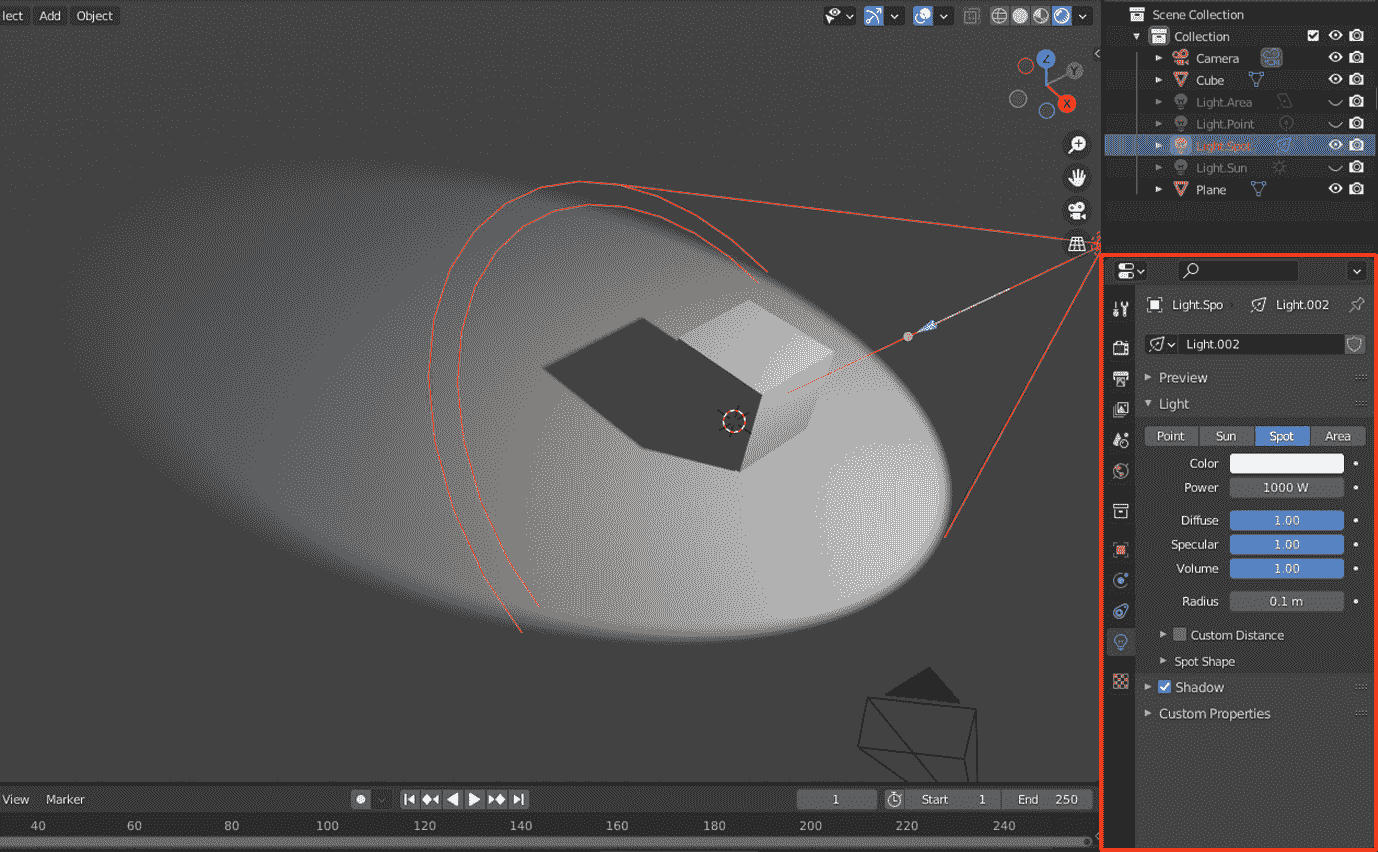 lect Add Object
Z
Y
X
Scene Collection
Collection
Camera
Cube
Light.Area
Light.Point
Light.Spot
Light.Sun
Plane
Light.Spo Light.002
Light.002
Preview
Light
Point Sun Spot Area
Color
Power 1000 W
Diffuse 1.00
Specular 1.00
Volume 1.00
Radius 0.1 m
Custom Distance
Spot Shape
Shadow
Custom Properties
View Marker 1 Start 1 End 250
40 60 80 100 120 140 160 180 200 220 240